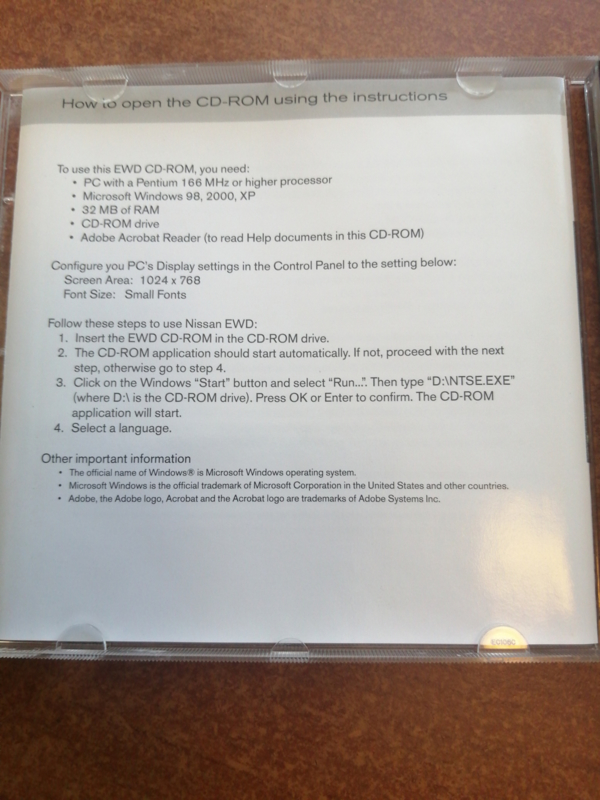 How to open the CD-ROM using the instructions
To use this EWD CD-ROM, you need:
• PC with a Pentium 166 MHz or higher processor
• Microsoft Windows 98, 2000, XP
• 32 MB of RAM
• CD-ROM drive
• Adobe Acrobat Reader (to read Help documents in this CD-ROM)
Configure you PC's Display settings in the Control Panel to the setting below:
Screen Area: 1024 x 768
Font Size: Small Fonts
Follow these steps to use Nissan EWD:
1. Insert the EWD CD-ROM in the CD-ROM drive.
2. The CD-ROM application should start automatically. If not, proceed with the next
step, otherwise go to step 4.
3. Click on the Windows “Start” button and select “Run...”. Then type “D:\NTSE.EXE”
(where D:\ is the CD-ROM drive). Press OK or Enter to confirm. The CD-ROM
application will start.
4. Select a language.
Other important information
• The official name of Windows® is Microsoft Windows operating system.
• Microsoft Windows is the official trademark of Microsoft Corporation in the United States and other countries.
• Adobe, the Adobe logo, Acrobat and the Acrobat logo are trademarks of Adobe Systems Inc.